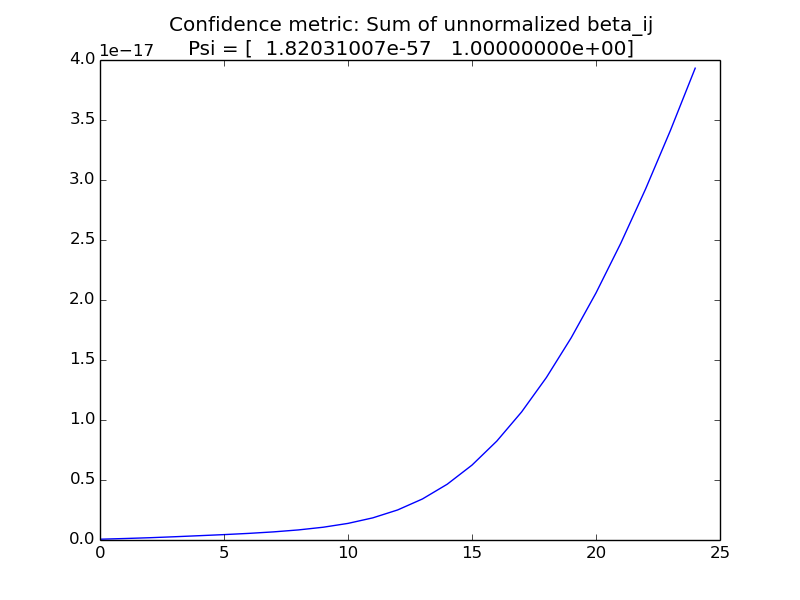 Confidence metric: Sum of unnormalized beta_ij
Psi = [  1.82031007e-57   1.00000000e+00]
1e−17
4.0
3.5
3.0
2.5
2.0
1.5
1.0
0.5
0.0
0 5 10 15 20 25